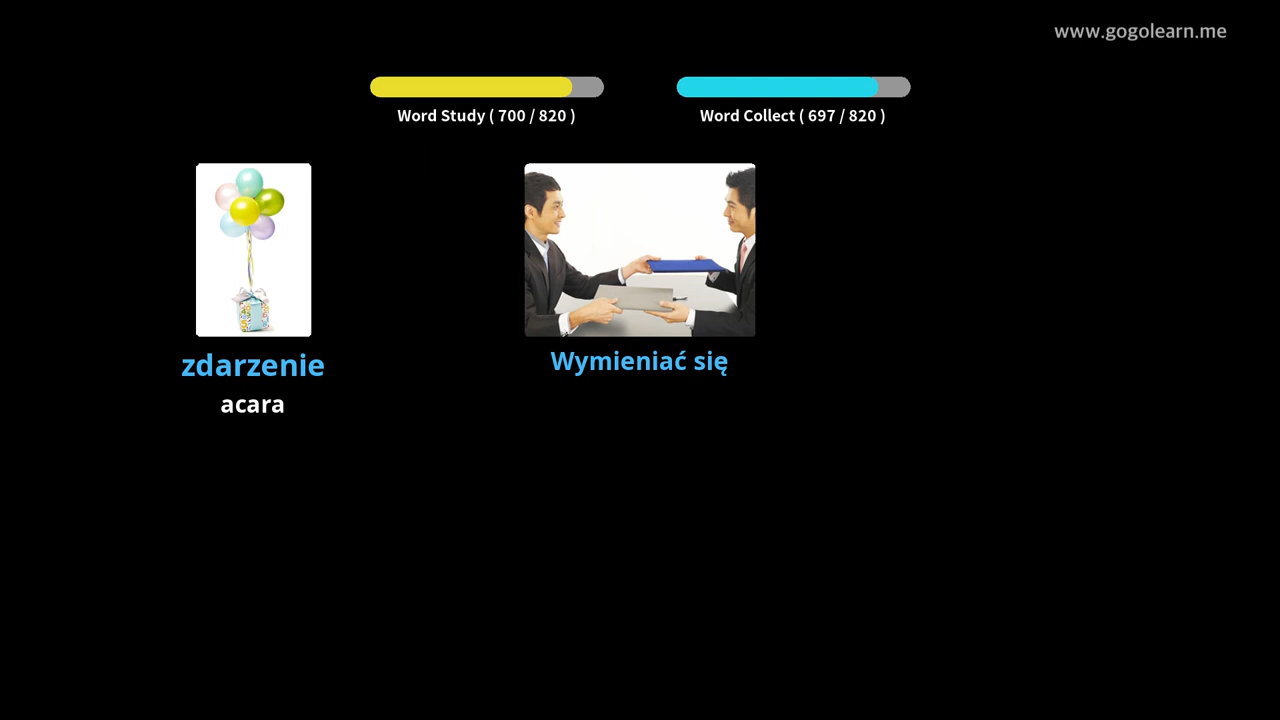 www.gogolearn.me
Word Study ( 700 / 820 )
Word Collect ( 697 / 820 )
zdarzenie
acara
Wymieniać się